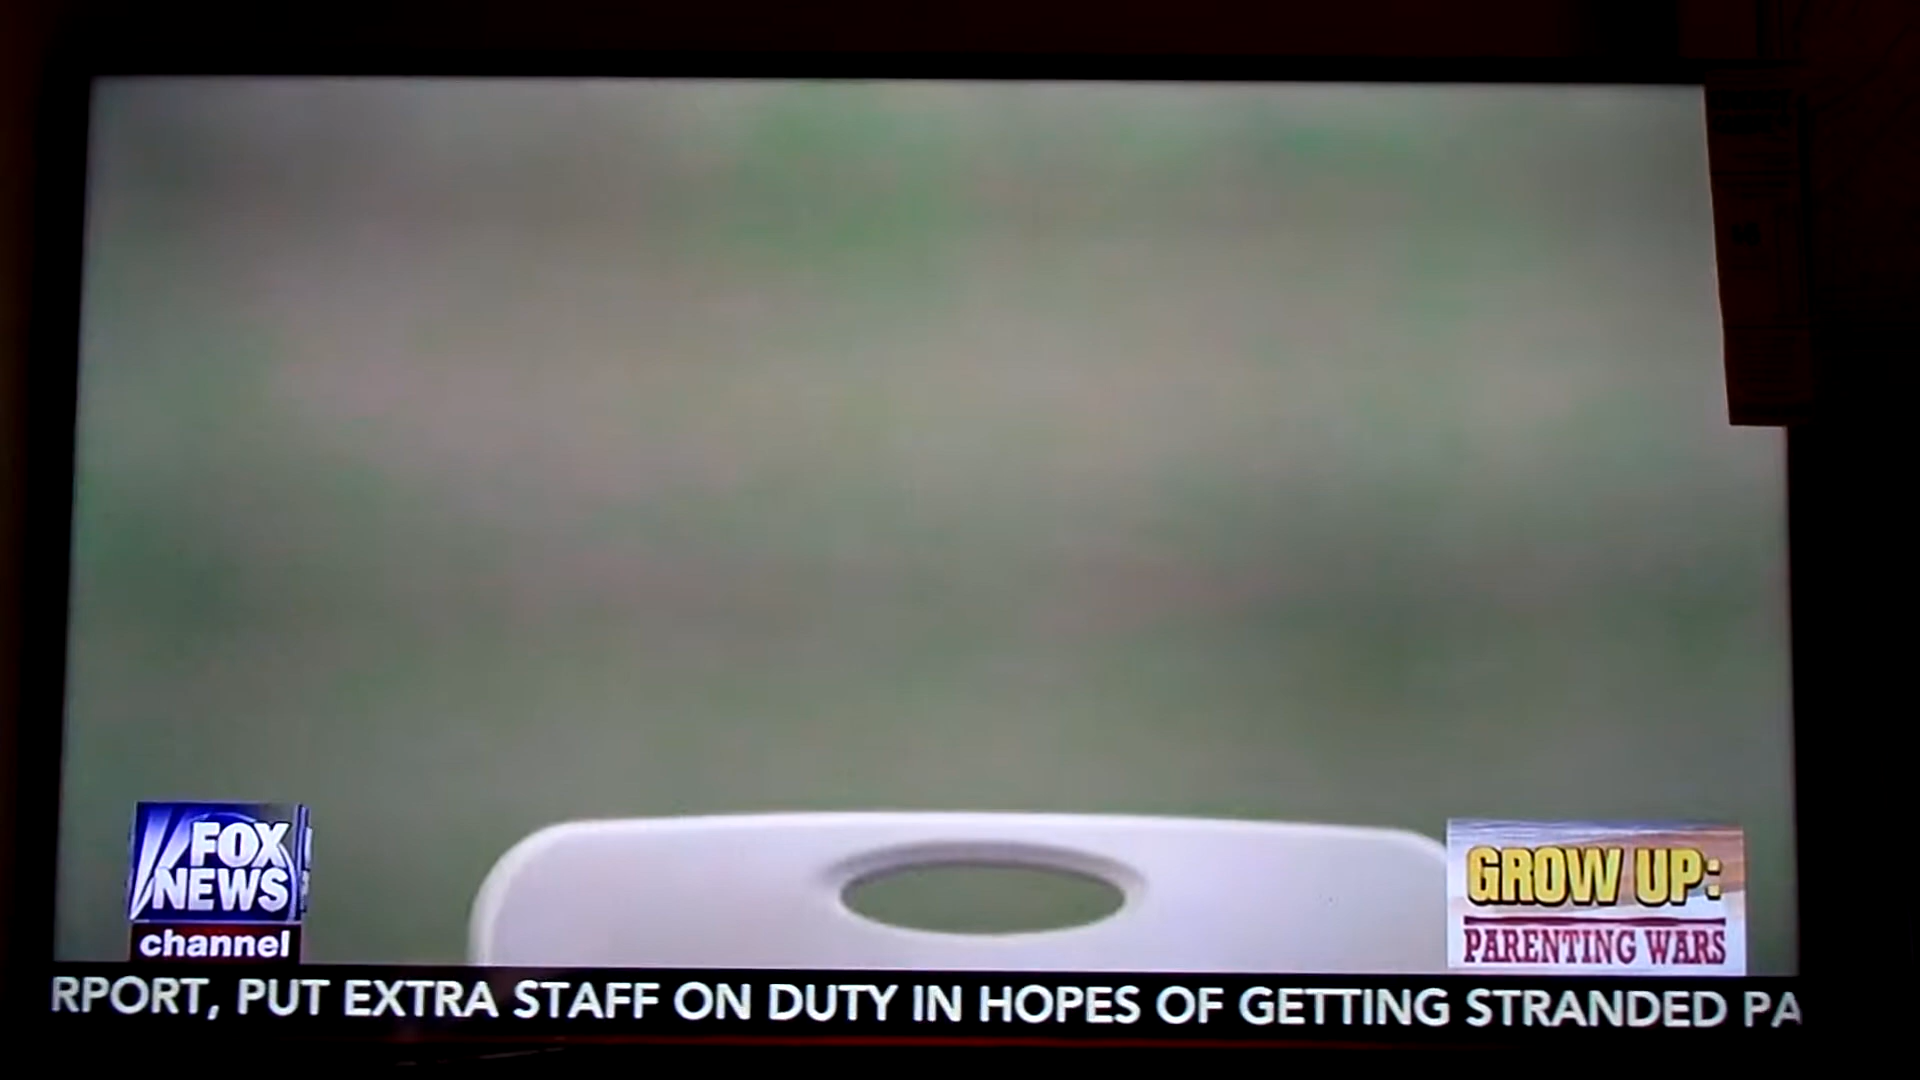 FOX
NEWS
channel
GROW UP:
PARENTING WARS
RPORT, PUT EXTRA STAFF ON DUTY IN HOPES OF GETTING STRANDED PA